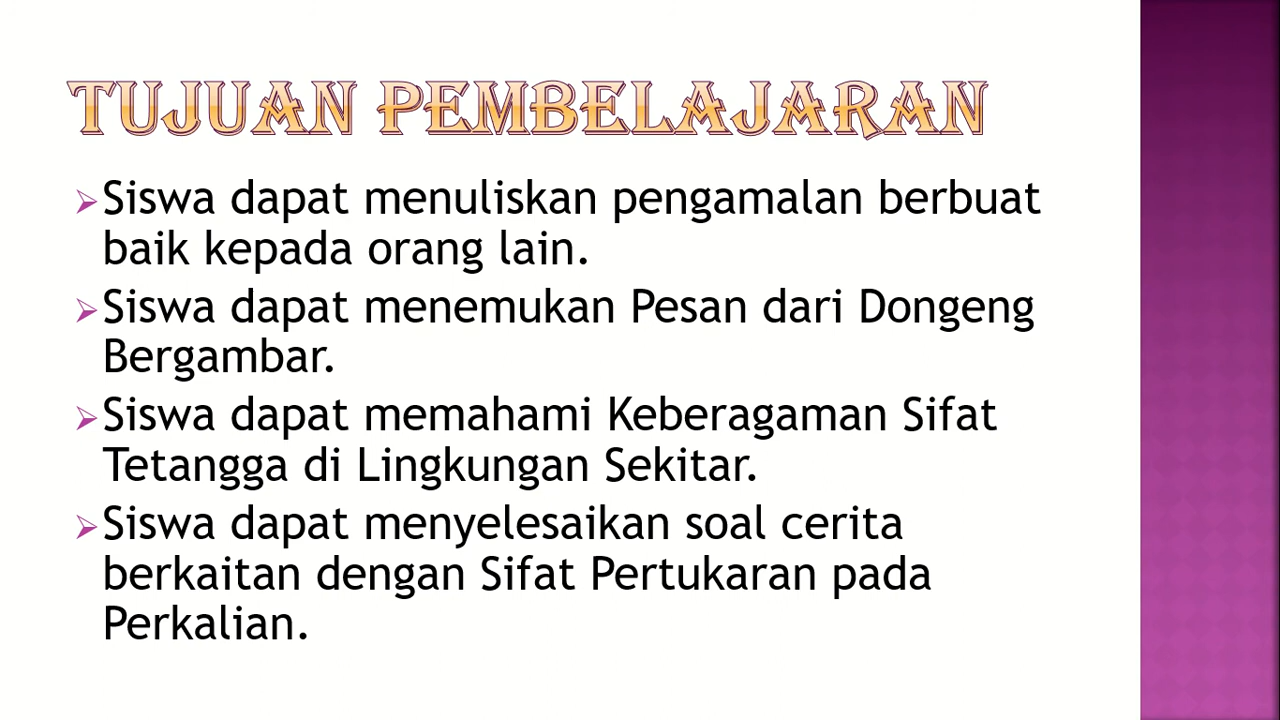 TUJUAN PEMBELAJARAN
➢Siswa dapat menuliskan pengamalan berbuat
baik kepada orang lain.
➢Siswa dapat menemukan Pesan dari Dongeng
Bergambar.
➢Siswa dapat memahami Keberagaman Sifat
Tetangga di Lingkungan Sekitar.
➢Siswa dapat menyelesaikan soal cerita
berkaitan dengan Sifat Pertukaran pada
Perkalian.